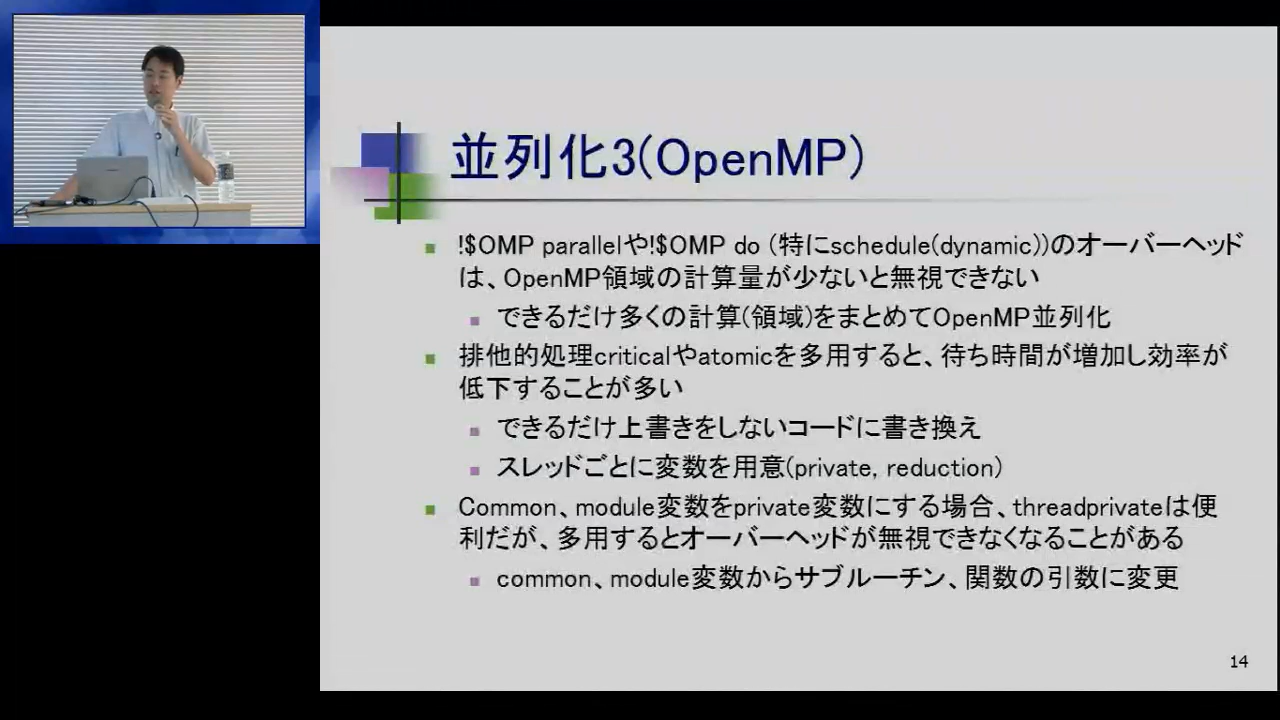 並列化3(OpenMP)
!$OMP parallelや!$OMP do (特にschedule(dynamic))のオーバーヘッド
は、OpenMP領域の計算量が少ないと無視できない
できるだけ多くの計算(領域)をまとめてOpenMP並列化
排他的処理criticalやatomicを多用すると、待ち時間が増加し効率が
低下することが多い
できるだけ上書きをしないコードに書き換え
スレッドごとに変数を用意(private, reduction)
Common、module変数をprivate変数にする場合、threadprivateは便
利だが、多用するとオーバーヘッドが無視できなくなることがある
common、module変数からサブルーチン、関数の引数に変更
14